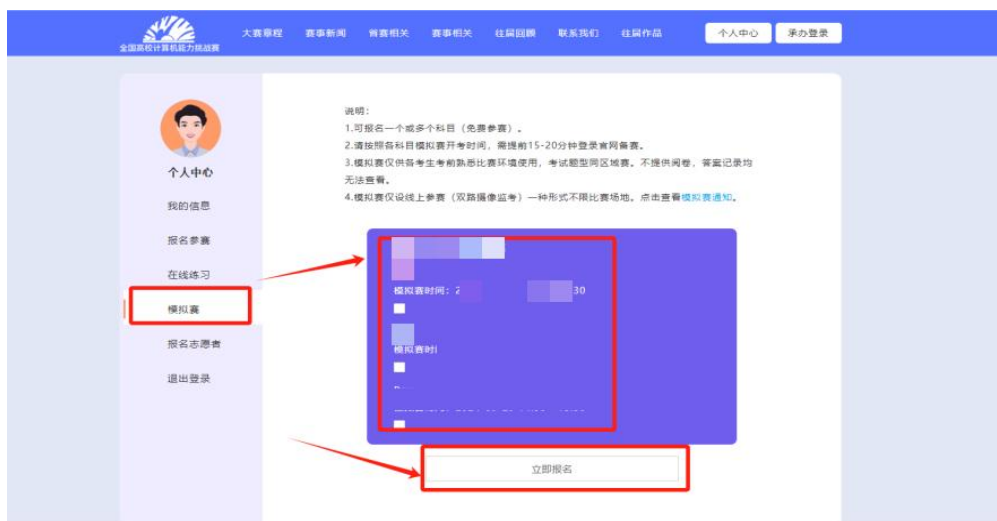 全国高校计算机能力挑战赛
大赛章程 赛事新闻 省赛相关 赛事相关 往届回顾 联系我们 往届作品 个人中心 承办登录
说明：
1.可报名一个或多个科目（免费参赛）。
2.请按照各科目模拟赛开考时间，需提前15-20分钟登录官网备赛。
3.模拟赛仅供各考生考前熟悉比赛环境使用，考试题型同区域赛。不提供阅卷，答案记录均
无法查看。
4.模拟赛仅设线上参赛（双路摄像监考）一种形式不限比赛场地。点击查看模拟赛通知。
个人中心
我的信息
报名参赛
在线练习
模拟赛
报名志愿者
退出登录
模拟赛时间：2 30
模拟赛时
立即报名